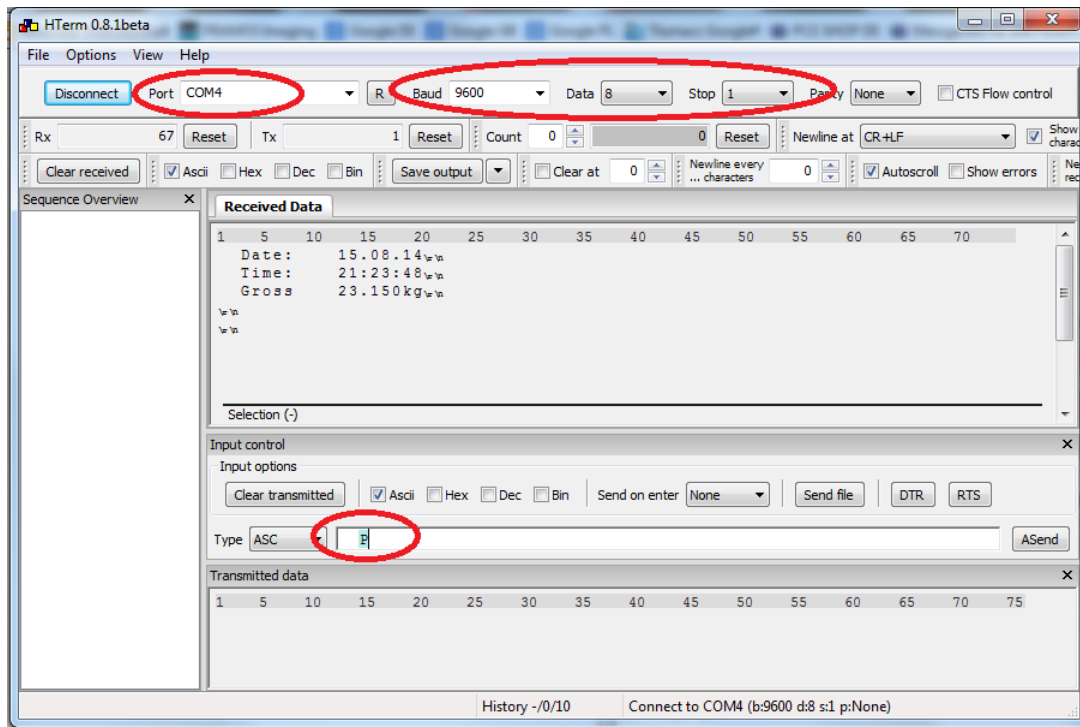 HTerm 0.8.1beta
File Options View Help
Disconnect Port COM4 R Baud 9600 Data 8 Stop 1 Parity None CTS Flow control
Rx 67 Reset Tx 1 Reset Count 0 0 Reset Newline at CR+LF Show
charac
Clear received Ascii Hex Dec Bin Save output Clear at 0 Newline every
... characters 0 Autoscroll Show errors Ne
rec
Sequence Overview
Received Data
1 5 10 15 20 25 30 35 40 45 50 55 60 65 70
Date: 15.08.14\r\n
Time: 21:23:48\r\n
Gross 23.150kg\r\n
\r\n
\r\n
Selection (-)
Input control
Input options
Clear transmitted Ascii Hex Dec Bin Send on enter None Send file DTR RTS
Type ASC P ASend
Transmitted data
1 5 10 15 20 25 30 35 40 45 50 55 60 65 70 75
History -/0/10 Connect to COM4 (b:9600 d:8 s:1 p:None)